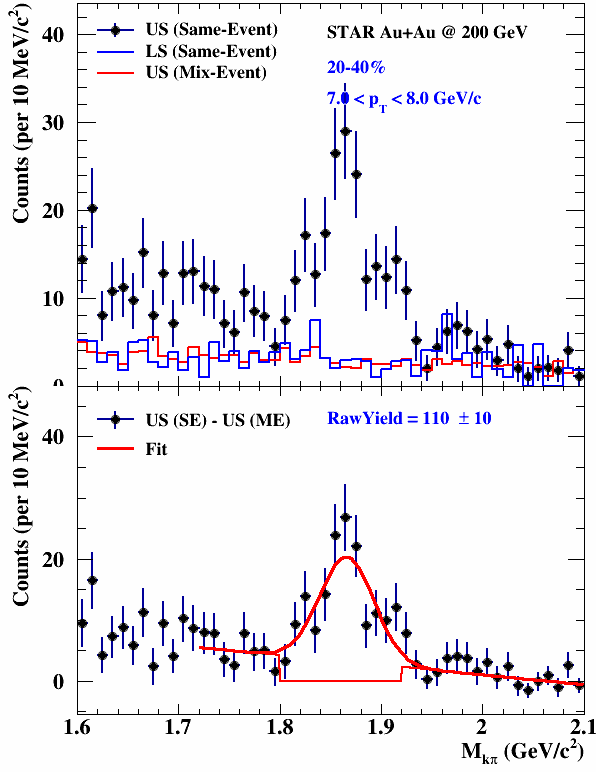 US (Same-Event)
LS (Same-Event)
US (Mix-Event)
STAR Au+Au @ 200 GeV
20-40%
7.0 < pT < 8.0 GeV/c
Counts (per 10 MeV/c²)
40
30
20
10
0
US (SE) - US (ME)
Fit
RawYield = 110 ± 10
Counts (per 10 MeV/c²)
40
20
0
1.6 1.7 1.8 1.9 2 2.1
Mkπ (GeV/c²)